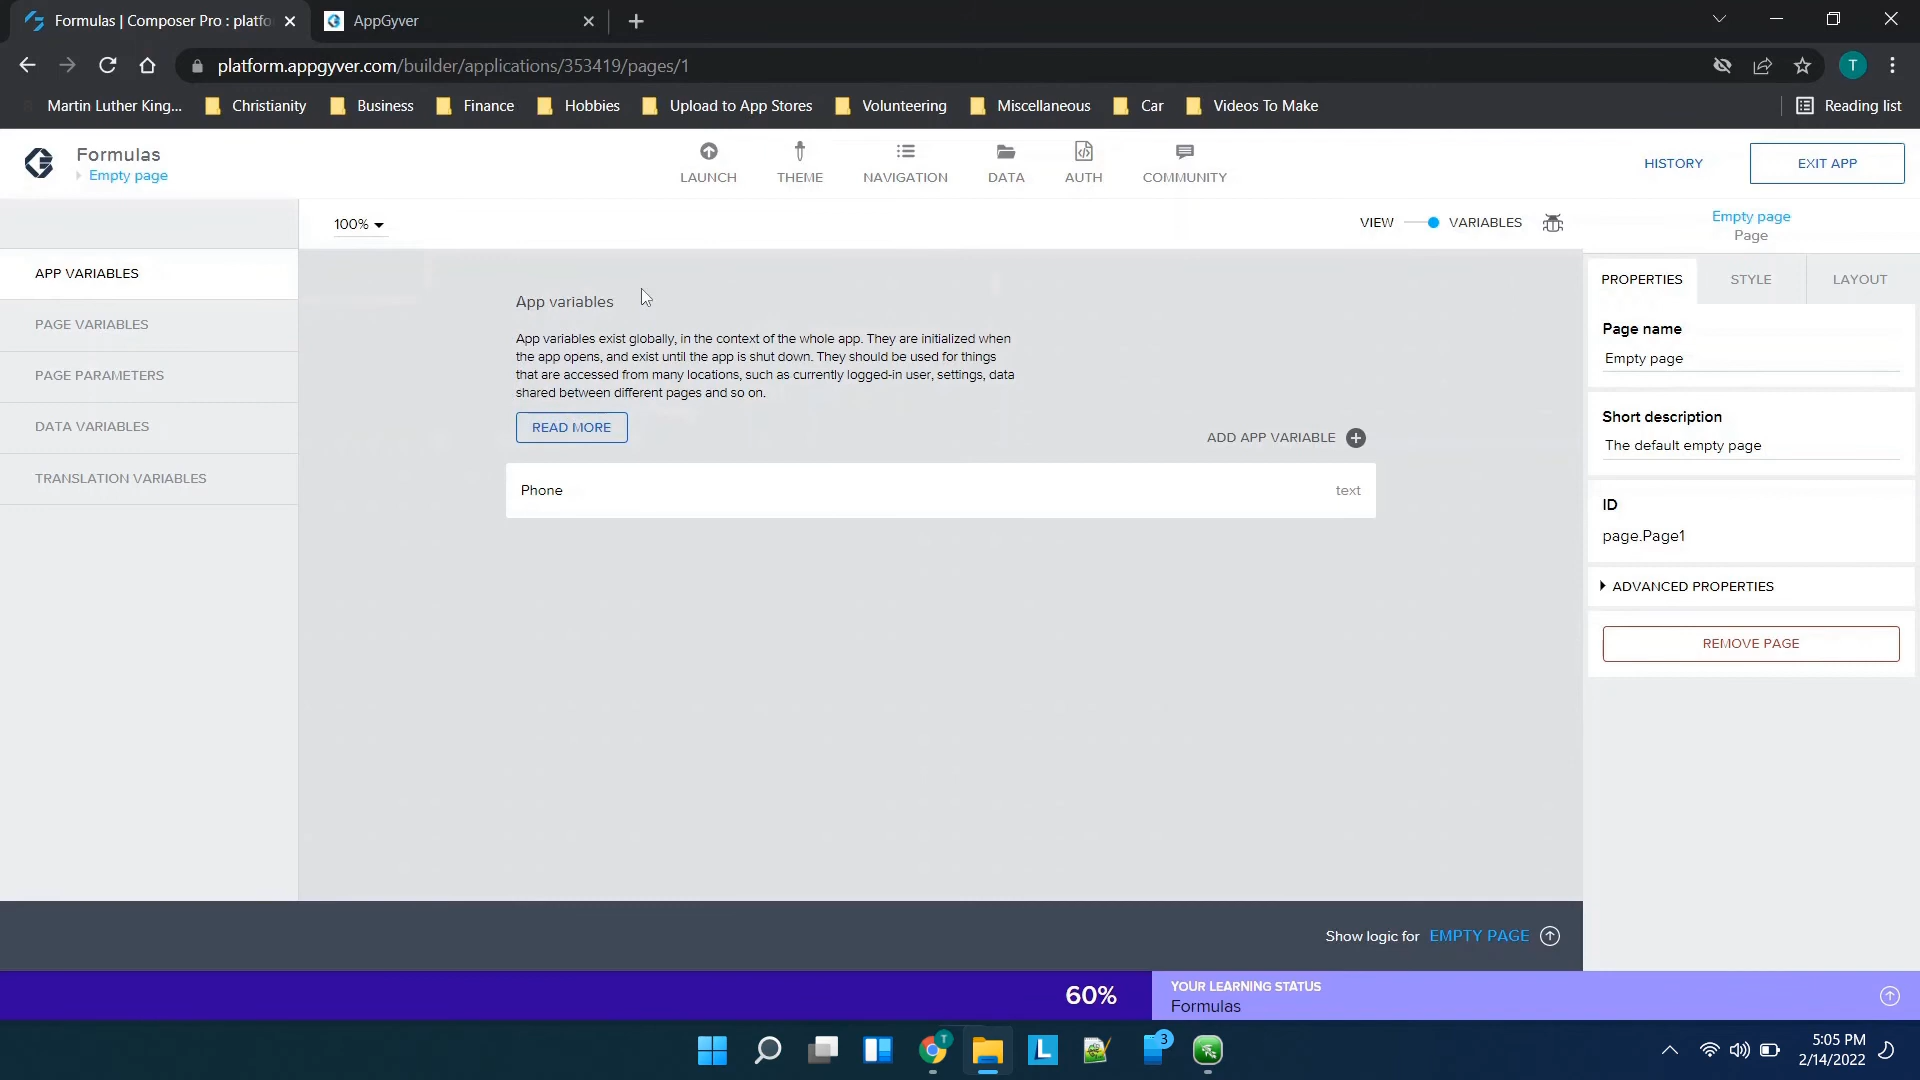 Formulas | Composer Pro : platfo
AppGyver
platform.appgyver.com/builder/applications/353419/pages/1
T
Martin Luther King...
Christianity
Business
Finance
Hobbies
Upload to App Stores
Volunteering
Miscellaneous
Car
Videos To Make
Reading list
Formulas
Empty page
LAUNCH
THEME
NAVIGATION
DATA
AUTH
COMMUNITY
HISTORY
EXIT APP
100%
VIEW
VARIABLES
Empty page
Page
APP VARIABLES
PAGE VARIABLES
PAGE PARAMETERS
DATA VARIABLES
TRANSLATION VARIABLES
App variables
App variables exist globally, in the context of the whole app. They are initialized when
the app opens, and exist until the app is shut down. They should be used for things
that are accessed from many locations, such as currently logged-in user, settings, data
shared between different pages and so on.
READ MORE
ADD APP VARIABLE
Phone
text
PROPERTIES
STYLE
LAYOUT
Page name
Empty page
Short description
The default empty page
ID
page.Page1
ADVANCED PROPERTIES
REMOVE PAGE
Show logic for EMPTY PAGE
60%
YOUR LEARNING STATUS
Formulas
T
L
3
5:05 PM
2/14/2022